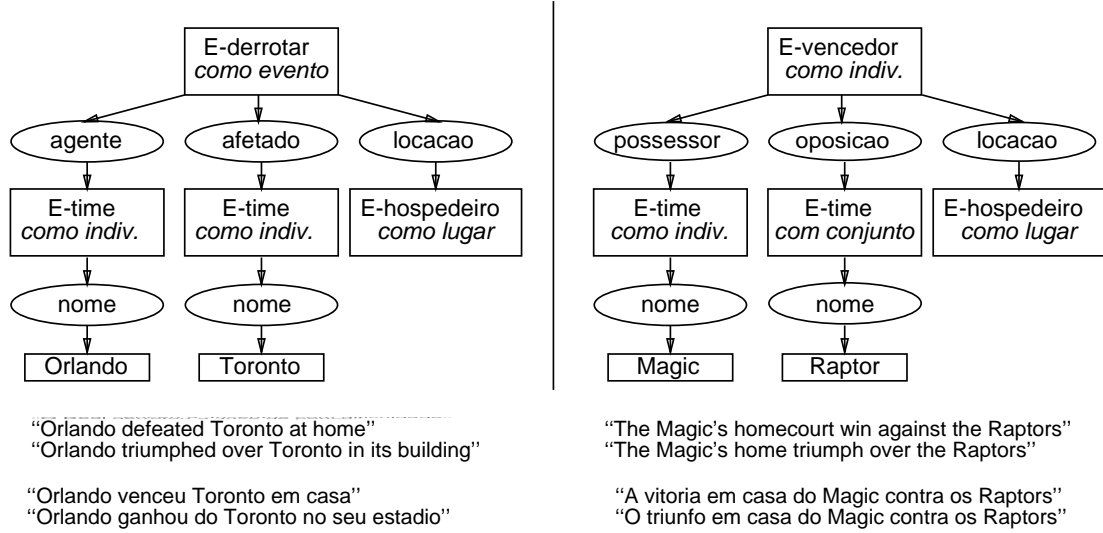 E-derrotar
como evento
agente
afetado
locacao
E-time
como indiv.
E-time
como indiv.
E-hospedeiro
como lugar
nome
nome
Orlando
Toronto
“Orlando defeated Toronto at home”
“Orlando triumphed over Toronto in its building”
“Orlando venceu Toronto em casa”
“Orlando ganhou do Toronto no seu estadio”
E-vencedor
como indiv.
possessor
oposicao
locacao
E-time
como indiv.
E-time
com conjunto
E-hospedeiro
como lugar
nome
nome
Magic
Raptor
“The Magic’s homecourt win against the Raptors”
“The Magic’s home triumph over the Raptors”
“A vitoria em casa do Magic contra os Raptors”
“O triunfo em casa do Magic contra os Raptors”